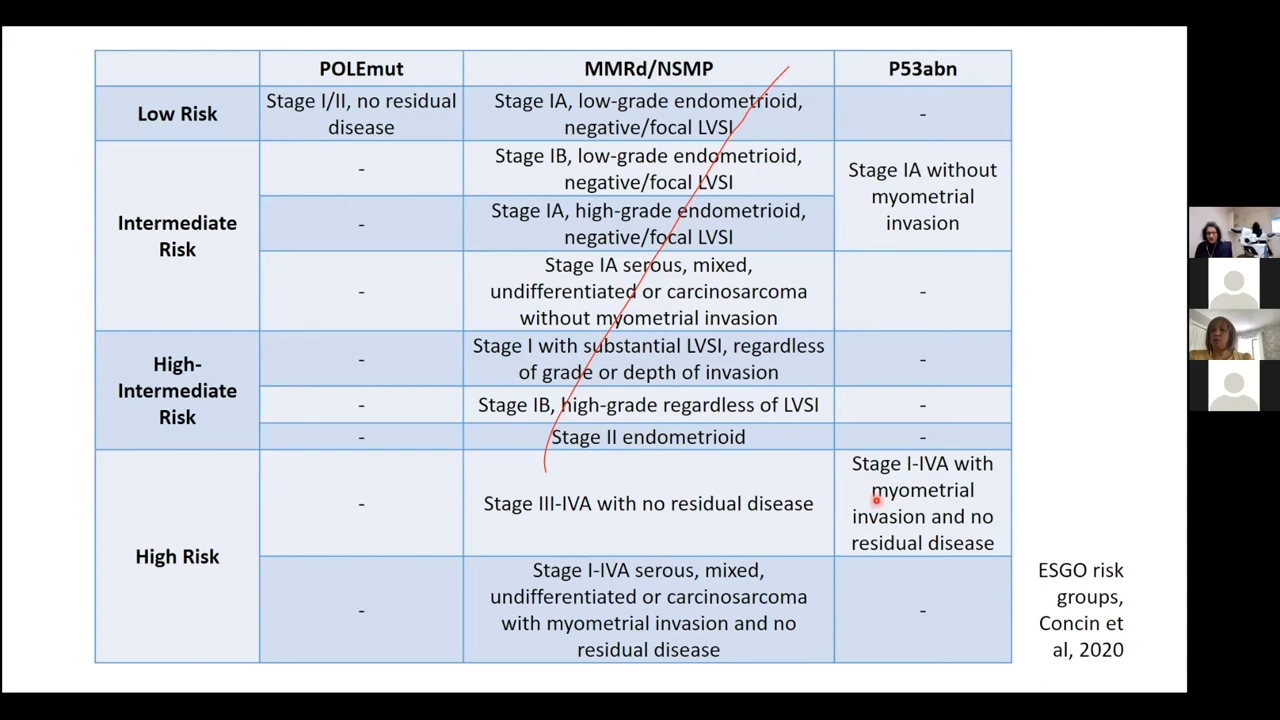 POLEmut
MMRd/NSMP
P53abn
Low Risk
Stage I/II, no residual
disease
Stage IA, low-grade endometrioid,
negative/focal LVSI
-
Intermediate
Risk
-
Stage IB, low-grade endometrioid,
negative/focal LVSI
Stage IA without
myometrial
invasion
-
Stage IA, high-grade endometrioid,
negative/focal LVSI
-
Stage IA serous, mixed,
undifferentiated or carcinosarcoma
without myometrial invasion
-
High-
Intermediate
Risk
-
Stage I with substantial LVSI, regardless
of grade or depth of invasion
-
-
Stage IB, high-grade regardless of LVSI
-
-
Stage II endometrioid
-
High Risk
-
Stage III-IVA with no residual disease
Stage I-IVA with
myometrial
invasion and no
residual disease
-
Stage I-IVA serous, mixed,
undifferentiated or carcinosarcoma
with myometrial invasion and no
residual disease
-
ESGO risk
groups,
Concin et
al, 2020